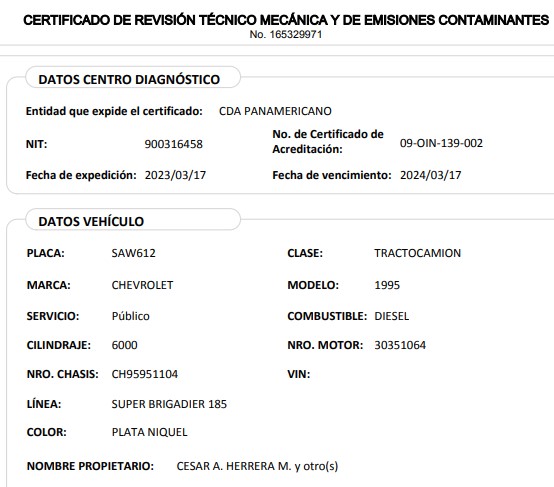 CERTIFICADO DE REVISIÓN TÉCNICO MECÁNICA Y DE EMISIONES CONTAMINANTES
No. 165329971
DATOS CENTRO DIAGNÓSTICO
Entidad que expide el certificado: CDA PANAMERICANO
NIT: 900316458 No. de Certificado de Acreditación: 09-OIN-139-002
Fecha de expedición: 2023/03/17 Fecha de vencimiento: 2024/03/17
DATOS VEHÍCULO
PLACA: SAW612 CLASE: TRACTOCAMION
MARCA: CHEVROLET MODELO: 1995
SERVICIO: Público COMBUSTIBLE: DIESEL
CILINDRAJE: 6000 NRO. MOTOR: 30351064
NRO. CHASIS: CH95951104 VIN:
LÍNEA: SUPER BRIGADIER 185
COLOR: PLATA NIQUEL
NOMBRE PROPIETARIO: CESAR A. HERRERA M. y otro(s)